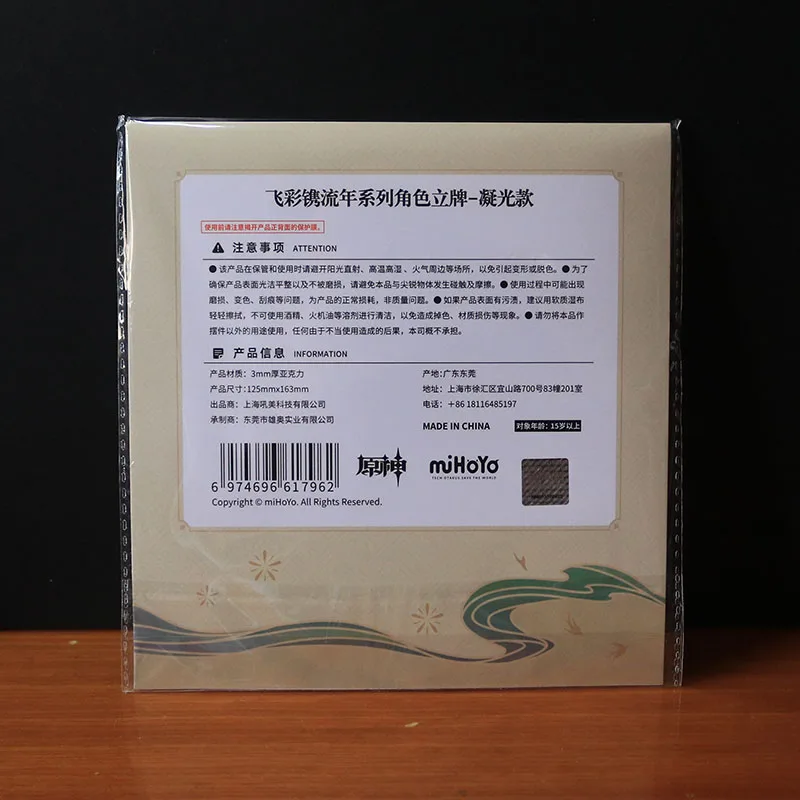 飞彩镌流年系列角色立牌-凝光款
使用前请注意揭开产品正背面的保护膜。
注意事项 ATTENTION
● 该产品在保管和使用时请避开阳光直射、高温高湿、火气周边等场所，以免引起变形或脱色。● 为了
确保产品表面光洁平整以及不被磨损，请避免本品与尖锐物体发生碰触及摩擦。● 使用过程中可能出现
磨损、变色、刮痕等问题，为产品的正常损耗，非质量问题。● 如果产品表面有污渍，建议用软质湿布
轻轻擦拭，不可使用酒精、火机油等溶剂进行清洁，以免造成掉色、材质损伤等现象。● 请勿将本品作
摆件以外的用途使用，任何由于不当使用造成的后果，本司概不承担。
产品信息 INFORMATION
产品材质：3mm厚亚克力
产品尺寸:125mmx163mm
出品商：上海吼美科技有限公司
承制商：东莞市雄奥实业有限公司
产地:广东东莞
地址：上海市徐汇区宜山路700号83幢201室
电话：+86 18116485197
MADE IN CHINA
对象年龄：15岁以上
6 974696 617962
原神
miHoYo
TECH OTAKUS SAVE THE WORLD
Copyright © miHoYo. All Rights Reserved.